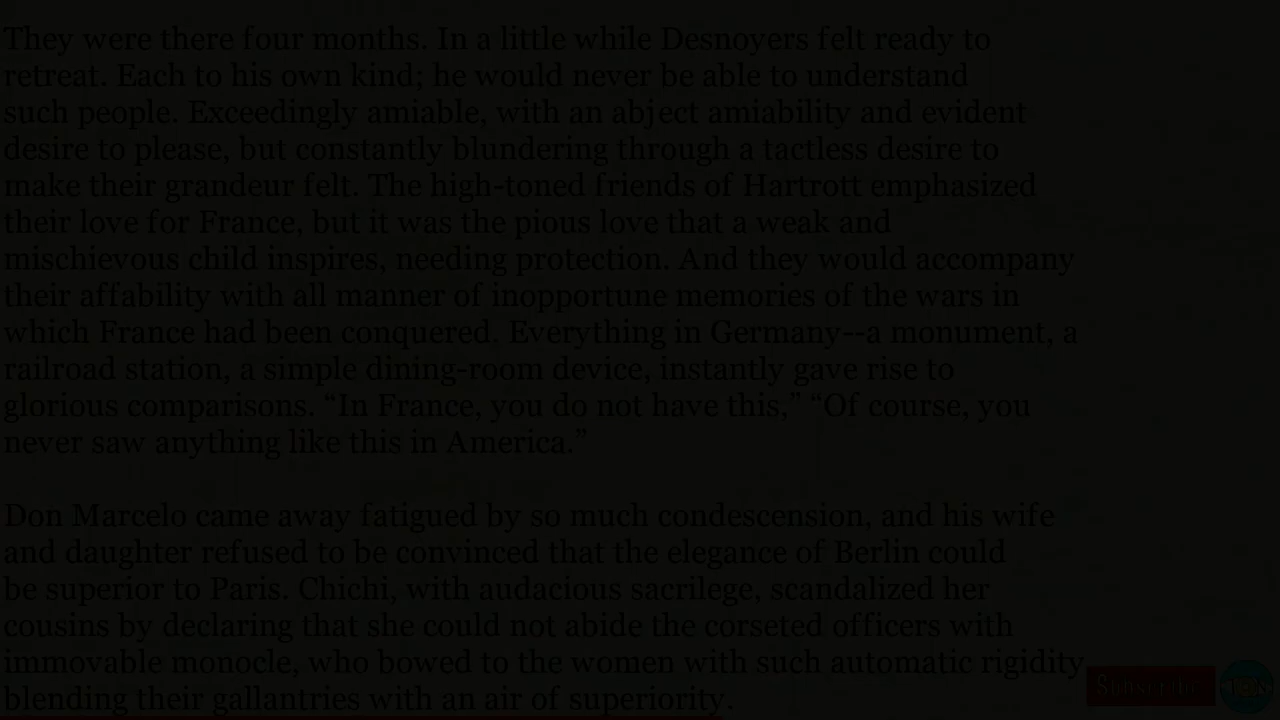 They were there four months. In a little while Desnoyers felt ready to
retreat. Each to his own kind; he would never be able to understand
such people. Exceedingly amiable, with an abject amiability and evident
desire to please, but constantly blundering through a tactless desire to
make their grandeur felt. The high-toned friends of Hartrott emphasized
their love for France, but it was the pious love that a weak and
mischievous child inspires, needing protection. And they would accompany
their affability with all manner of inopportune memories of the wars in
which France had been conquered. Everything in Germany--a monument, a
railroad station, a simple dining-room device, instantly gave rise to
glorious comparisons. “In France, you do not have this,” “Of course, you
never saw anything like this in America.”
Don Marcelo came away fatigued by so much condescension, and his wife
and daughter refused to be convinced that the elegance of Berlin could
be superior to Paris. Chichi, with audacious sacrilege, scandalized her
cousins by declaring that she could not abide the corseted officers with
immovable monocle, who bowed to the women with such automatic rigidity
blending their gallantries with an air of superiority.
Subscribe